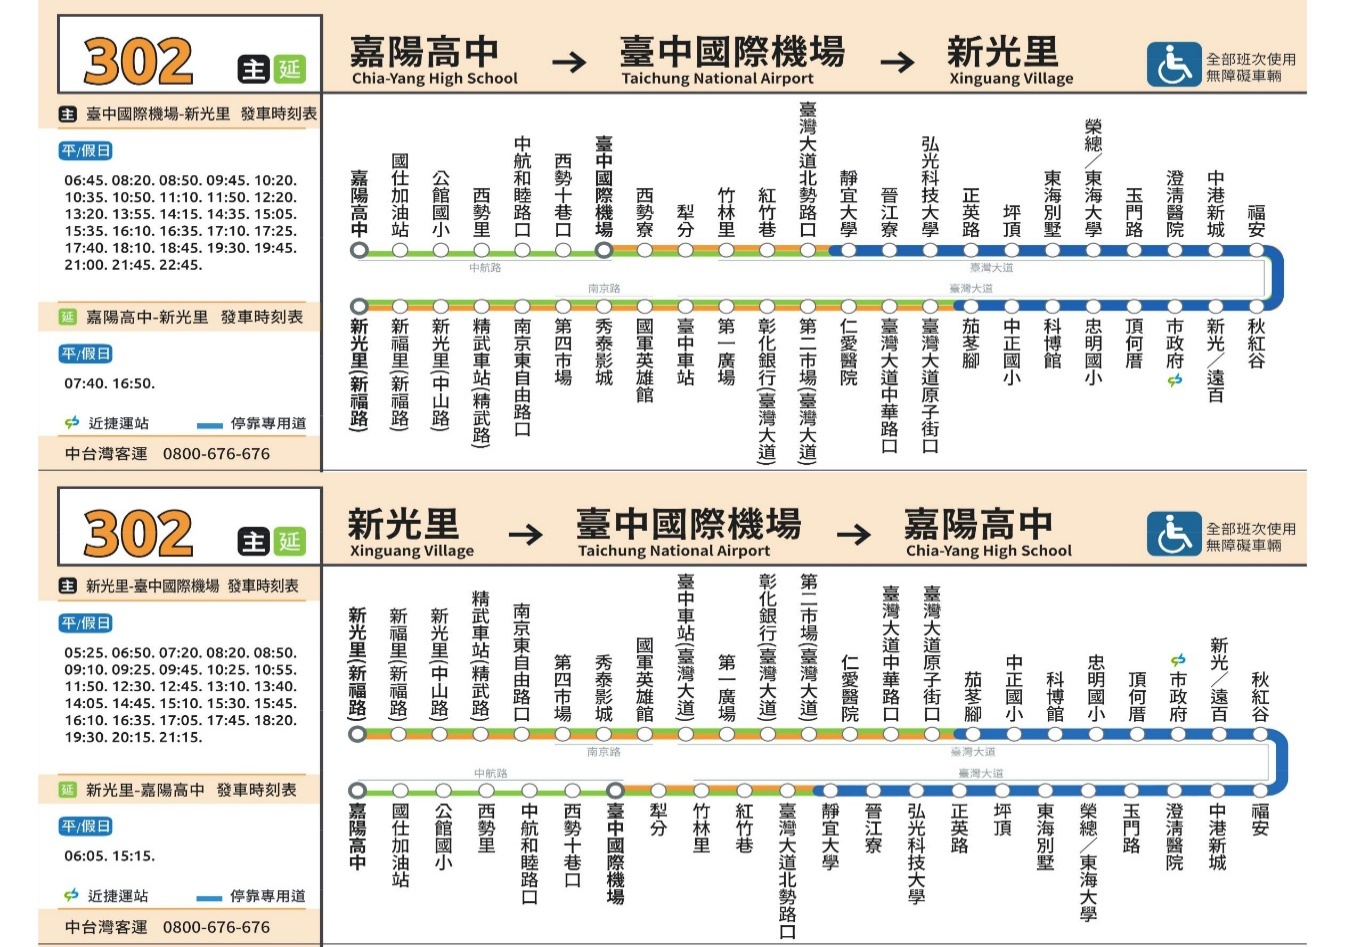 302 主 延
嘉陽高中 → 臺中國際機場 → 新光里
Chia-Yang High School Taichung National Airport Xinguang Village
全部班次使用
無障礙車輛
主 臺中國際機場-新光里 發車時刻表
平/假日
06:45. 08:20. 08:50. 09:45. 10:20.
10:35. 10:50. 11:10. 11:50. 12:20.
13:20. 13:55. 14:15. 14:35. 15:05.
15:35. 16:10. 16:35. 17:10. 17:25.
17:40. 18:10. 18:45. 19:30. 19:45.
21:00. 21:45. 22:45.
延 嘉陽高中-新光里 發車時刻表
平/假日
07:40. 16:50.
近捷運站 停靠專用道
中台灣客運 0800-676-676
嘉陽高中
國仕加油站
公館國小
西勢里
中航和睦路口
西勢十巷口
臺中國際機場
西勢寮
犁分
竹林里
紅竹巷
臺灣大道北勢路口
靜宜大學
晉江寮
弘光科技大學
正英路
坪頂
東海別墅
榮總／東海大學
玉門路
澄清醫院
中港新城
福安
中航路
臺灣大道
南京路
臺灣大道
新光里(新福路)
新福里(新福路)
新光里(中山路)
精武車站(精武路)
南京東自由路口
第四市場
秀泰影城
國軍英雄館
臺中車站
第一廣場
彰化銀行(臺灣大道)
第二市場(臺灣大道)
仁愛醫院
臺灣大道中華路口
臺灣大道原子街口
茄苳腳
中正國小
科博館
忠明國小
頂何厝
市政府
新光／遠百
秋紅谷
302 主 延
新光里 → 臺中國際機場 → 嘉陽高中
Xinguang Village Taichung National Airport Chia-Yang High School
全部班次使用
無障礙車輛
主 新光里-臺中國際機場 發車時刻表
平/假日
05:25. 06:50. 07:20. 08:20. 08:50.
09:10. 09:25. 09:45. 10:25. 10:55.
11:50. 12:30. 12:45. 13:10. 13:40.
14:05. 14:45. 15:10. 15:30. 15:45.
16:10. 16:35. 17:05. 17:45. 18:20.
19:30. 20:15. 21:15.
延 新光里-嘉陽高中 發車時刻表
平/假日
06:05. 15:15.
近捷運站 停靠專用道
中台灣客運 0800-676-676
新光里(新福路)
新福里(新福路)
新光里(中山路)
精武車站(精武路)
南京東自由路口
第四市場
秀泰影城
國軍英雄館
臺中車站(臺灣大道)
第一廣場
彰化銀行(臺灣大道)
第二市場(臺灣大道)
仁愛醫院
臺灣大道中華路口
臺灣大道原子街口
茄苳腳
中正國小
科博館
忠明國小
頂何厝
市政府
新光／遠百
秋紅谷
南京路
臺灣大道
中航路
臺灣大道
嘉陽高中
國仕加油站
公館國小
西勢里
中航和睦路口
西勢十巷口
臺中國際機場
犁分
竹林里
紅竹巷
臺灣大道北勢路口
靜宜大學
晉江寮
弘光科技大學
正英路
坪頂
東海別墅
榮總／東海大學
玉門路
澄清醫院
中港新城
福安